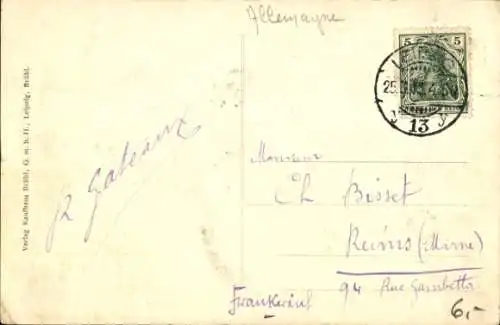 Allemagne
5 5
25.
13 y
Verlag Kaufhaus Brühl, G. m. b. H., Leipzig, Brühl.
Monsieur
Ch Bisset
Reims (Marne)
94 Rue Gambetta
6,-